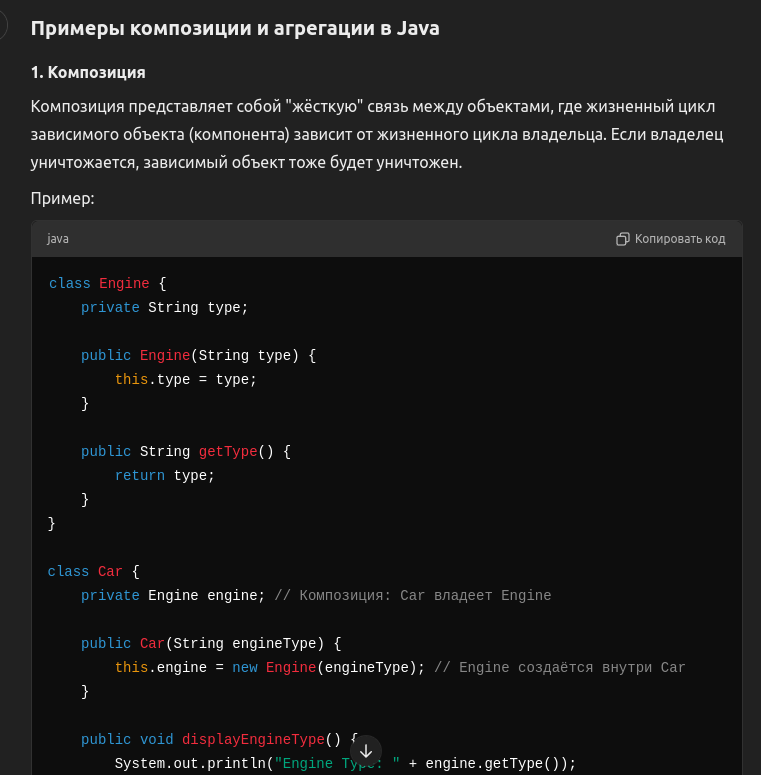 Примеры композиции и агрегации в Java
1. Композиция
Композиция представляет собой "жёсткую" связь между объектами, где жизненный цикл
зависимого объекта (компонента) зависит от жизненного цикла владельца. Если владелец
уничтожается, зависимый объект тоже будет уничтожен.
Пример:
java Копировать код
class Engine {
    private String type;
    public Engine(String type) {
        this.type = type;
    }
    public String getType() {
        return type;
    }
}
class Car {
    private Engine engine; // Композиция: Car владеет Engine
    public Car(String engineType) {
        this.engine = new Engine(engineType); // Engine создаётся внутри Car
    }
    public void displayEngineType() {
        System.out.println("Engine Type: " + engine.getType());